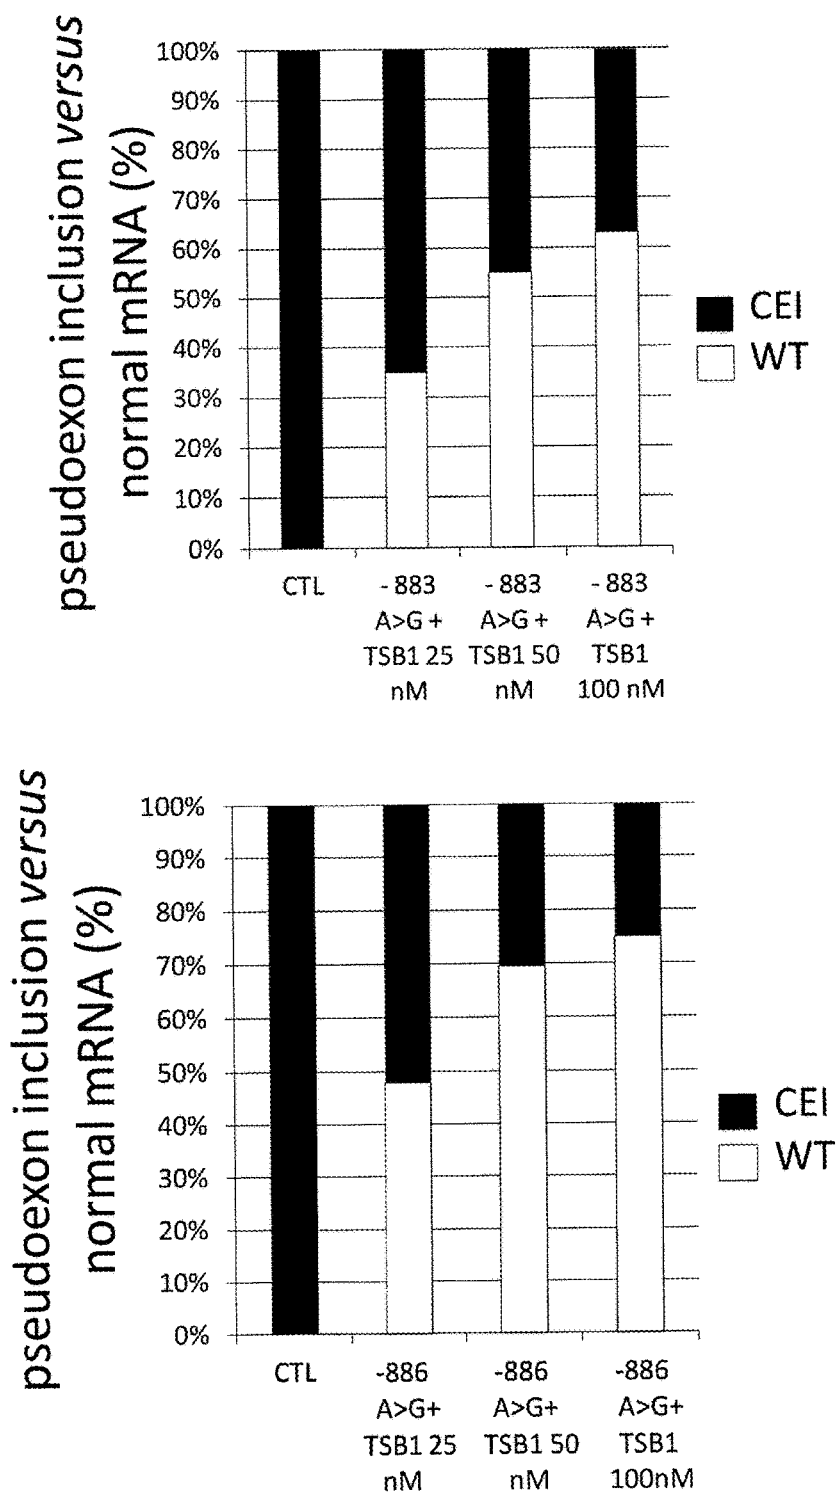 pseudoexon inclusion versus
normal mRNA (%)
100%
90%
80%
70%
60%
50%
40%
30%
20%
10%
0%
CTL
- 883
A>G +
TSB1 25
nM
- 883
A>G +
TSB1 50
nM
- 883
A>G +
TSB1
100 nM
CEI
WT
pseudoexon inclusion versus
normal mRNA (%)
100%
90%
80%
70%
60%
50%
40%
30%
20%
10%
0%
CTL
-886
A>G+
TSB1 25
nM
-886
A>G+
TSB1 50
nM
-886
A>G+
TSB1
100nM
CEI
WT